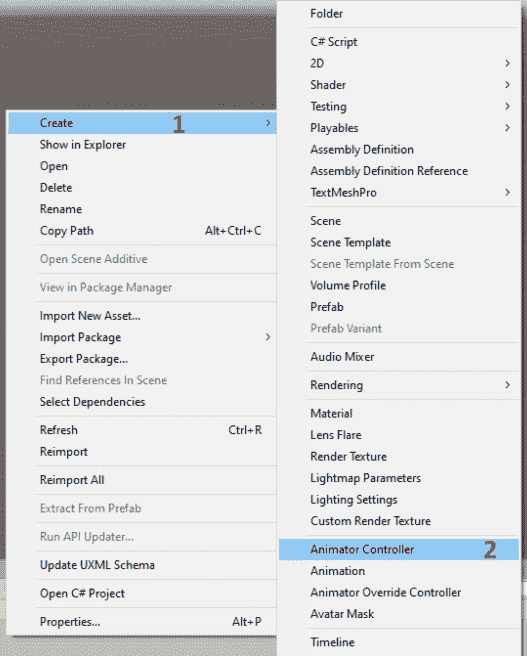 Create 1
Show in Explorer
Open
Delete
Rename
Copy Path Alt+Ctrl+C
Open Scene Additive
View in Package Manager
Import New Asset...
Import Package
Export Package...
Find References In Scene
Select Dependencies
Refresh Ctrl+R
Reimport
Reimport All
Extract From Prefab
Run API Updater...
Update UXML Schema
Open C# Project
Properties... Alt+P
Folder
C# Script
2D
Shader
Testing
Playables
Assembly Definition
Assembly Definition Reference
TextMeshPro
Scene
Scene Template
Scene Template From Scene
Volume Profile
Prefab
Prefab Variant
Audio Mixer
Rendering
Material
Lens Flare
Render Texture
Lightmap Parameters
Lighting Settings
Custom Render Texture
Animator Controller 2
Animation
Animator Override Controller
Avatar Mask
Timeline